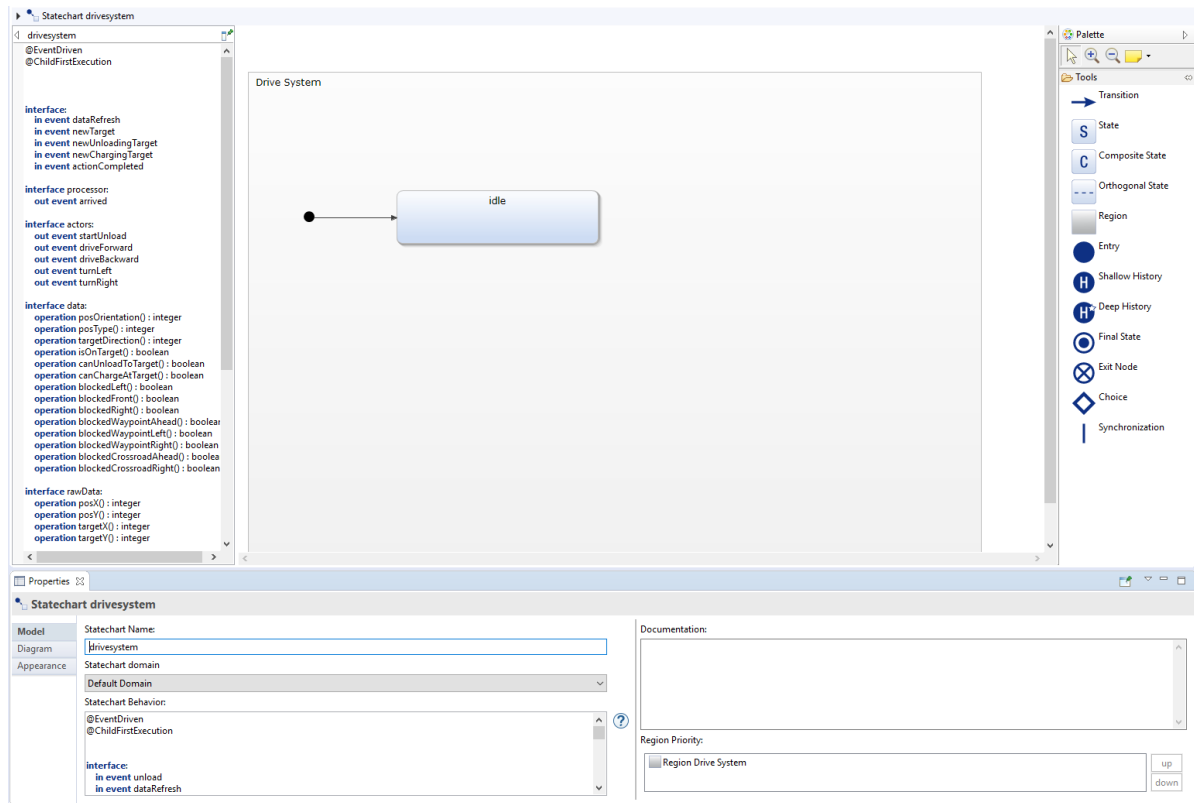 Statechart drivesystem
drivesystem
@EventDriven
@ChildFirstExecution
interface:
in event dataRefresh
in event newTarget
in event newUnloadingTarget
in event newChargingTarget
in event actionCompleted
interface processor:
out event arrived
interface actors:
out event startUnload
out event driveForward
out event driveBackward
out event turnLeft
out event turnRight
interface data:
operation posOrientation() : integer
operation posType() : integer
operation targetDirection() : integer
operation isOnTarget() : boolean
operation canUnloadToTarget() : boolean
operation canChargeAtTarget() : boolean
operation blockedLeft() : boolean
operation blockedFront() : boolean
operation blockedRight() : boolean
operation blockedWaypointAhead() : boolear
operation blockedWaypointLeft() : boolean
operation blockedWaypointRight() : boolean
operation blockedCrossroadAhead() : boolea
operation blockedCrossroadRight() : boolean
interface rawData:
operation posX() : integer
operation posY() : integer
operation targetX() : integer
operation targetY() : integer
Drive System
idle
Palette
Tools
Transition
S State
C Composite State
Orthogonal State
Region
Entry
H Shallow History
H* Deep History
Final State
Exit Node
Choice
Synchronization
Properties
Statechart drivesystem
Model
Diagram
Appearance
Statechart Name:
drivesystem
Statechart domain
Default Domain
Statechart Behavior:
@EventDriven
@ChildFirstExecution
interface:
in event unload
in event dataRefresh
?
Documentation:
Region Priority:
Region Drive System
up
down